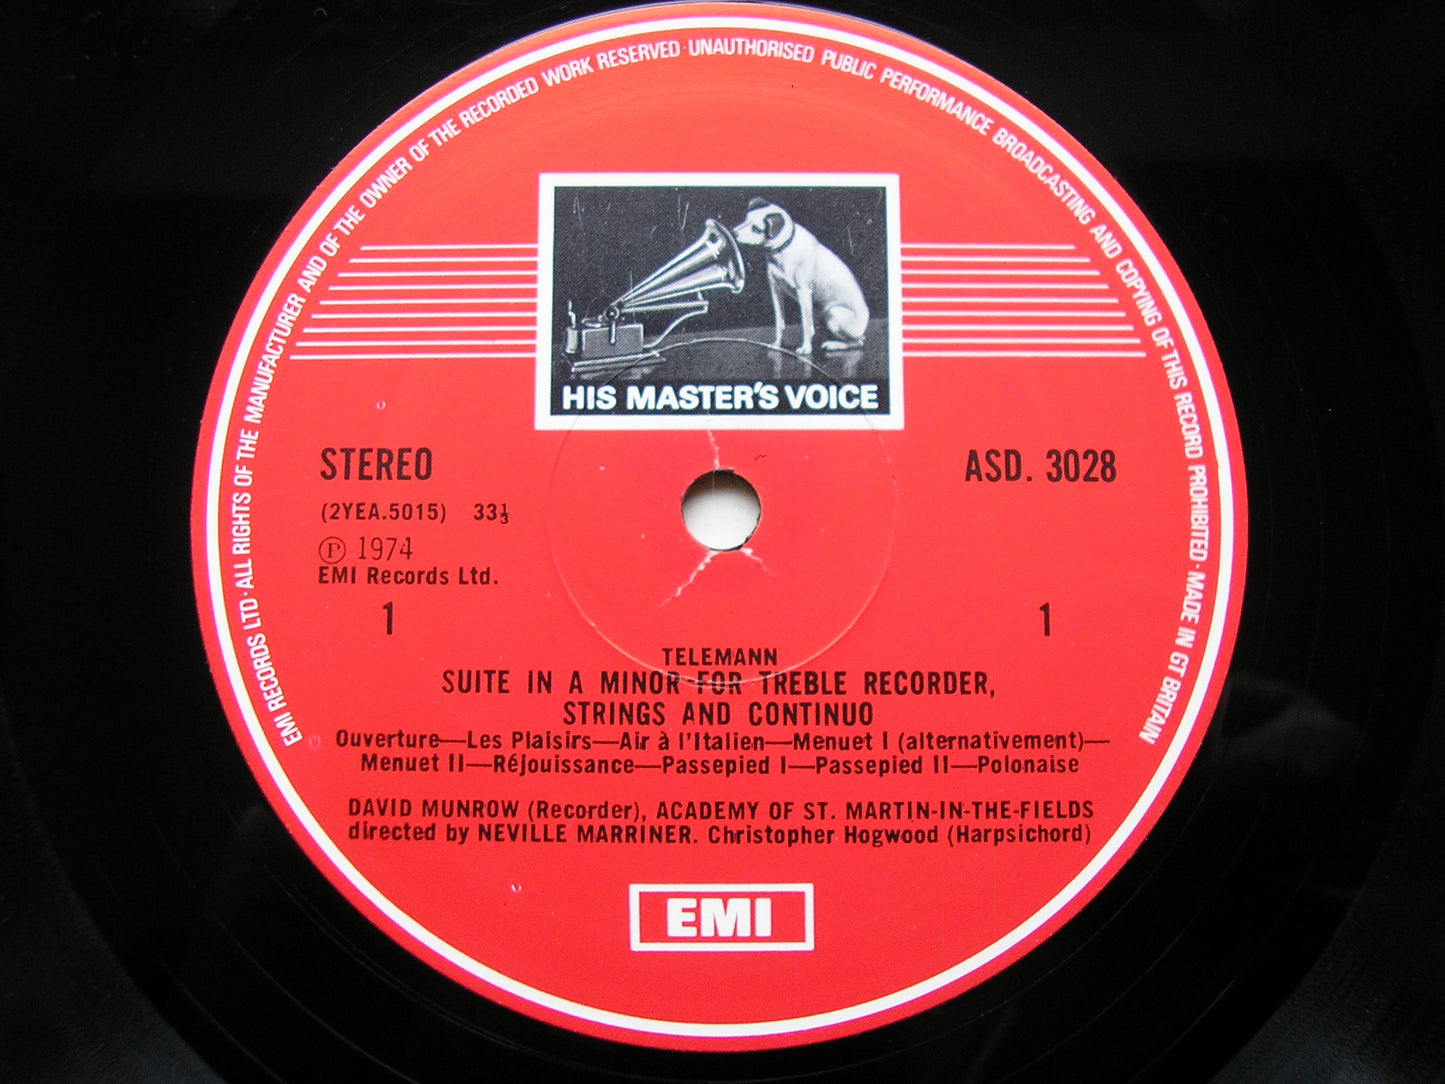 EMI RECORDS LTD · ALL RIGHTS OF THE MANUFACTURER AND OF THE OWNER OF THE RECORDED WORK RESERVED · UNAUTHORISED PUBLIC PERFORMANCE BROADCASTING AND COPYING OF THIS RECORD PROHIBITED · MADE IN GT BRITAIN
HIS MASTER'S VOICE
STEREO ASD. 3028
(2YEA.5015) 33⅓
℗ 1974
EMI Records Ltd.
1 1
TELEMANN
SUITE IN A MINOR FOR TREBLE RECORDER,
STRINGS AND CONTINUO
Ouverture—Les Plaisirs—Air à l'Italien—Menuet I (alternativement)—
Menuet II—Réjouissance—Passepied I—Passepied II—Polonaise
DAVID MUNROW (Recorder), ACADEMY OF ST. MARTIN-IN-THE-FIELDS
directed by NEVILLE MARRINER. Christopher Hogwood (Harpsichord)
EMI